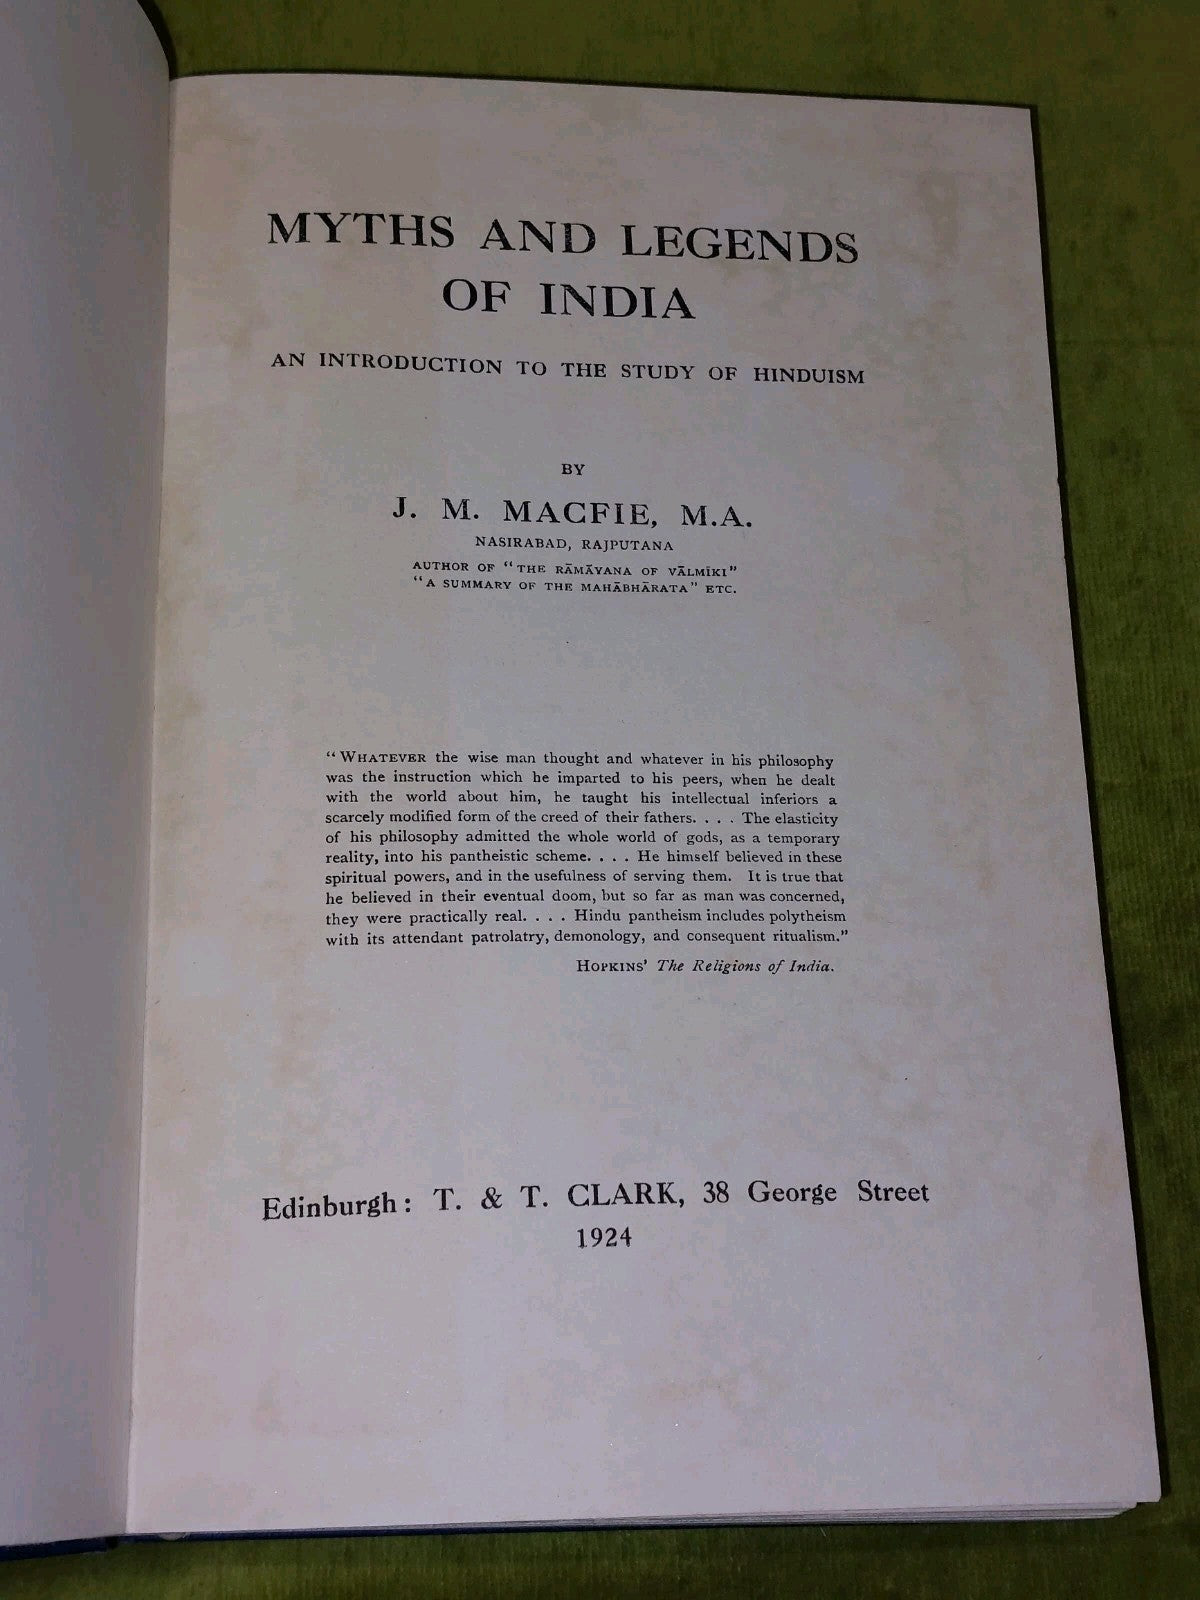 MYTHS AND LEGENDS
OF INDIA
AN INTRODUCTION TO THE STUDY OF HINDUISM
BY
J. M. MACFIE, M.A.
NASIRABAD, RAJPUTANA
AUTHOR OF "THE RĀMĀYANA OF VĀLMĪKI"
"A SUMMARY OF THE MAHĀBHĀRATA" ETC.
"WHATEVER the wise man thought and whatever in his philosophy
was the instruction which he imparted to his peers, when he dealt
with the world about him, he taught his intellectual inferiors a
scarcely modified form of the creed of their fathers. . . . The elasticity
of his philosophy admitted the whole world of gods, as a temporary
reality, into his pantheistic scheme. . . . He himself believed in these
spiritual powers, and in the usefulness of serving them. It is true that
he believed in their eventual doom, but so far as man was concerned,
they were practically real. . . . Hindu pantheism includes polytheism
with its attendant patrolatry, demonology, and consequent ritualism."
HOPKINS' The Religions of India.
Edinburgh: T. & T. CLARK, 38 George Street
1924